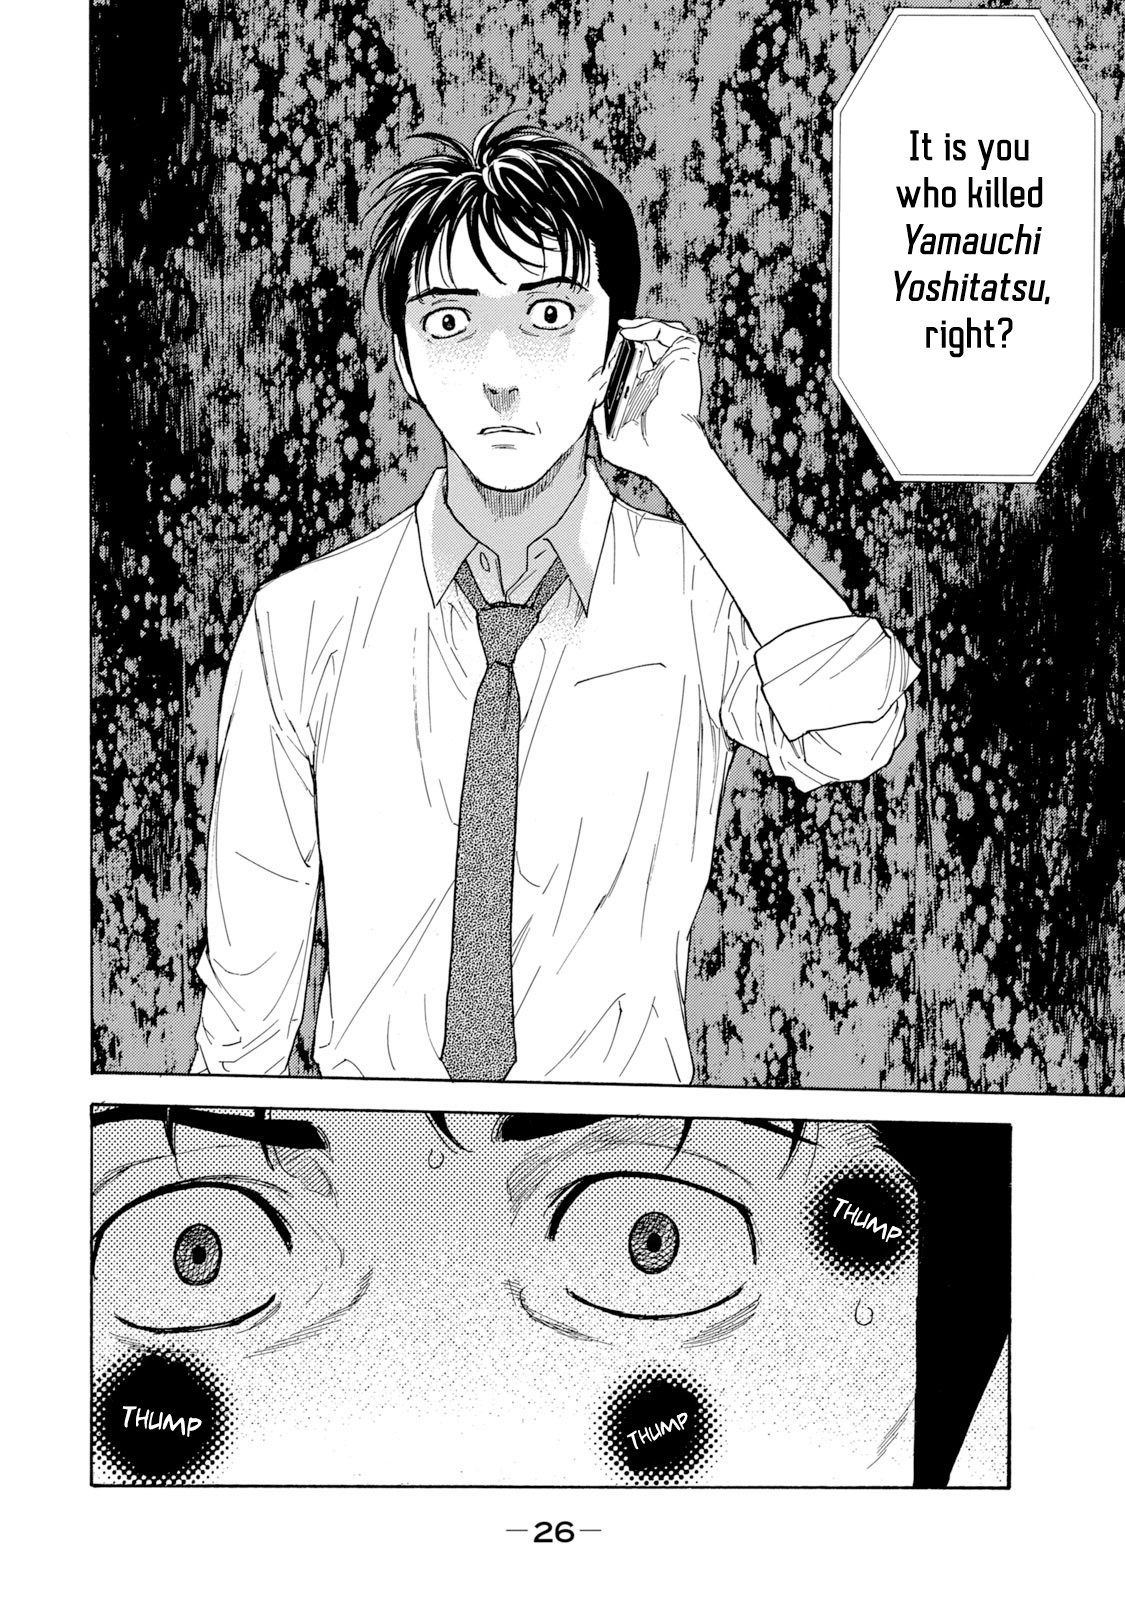 It is you
who killed
Yamauchi
Yoshitatsu,
right?
THUMP
THUMP
THUMP
—26—